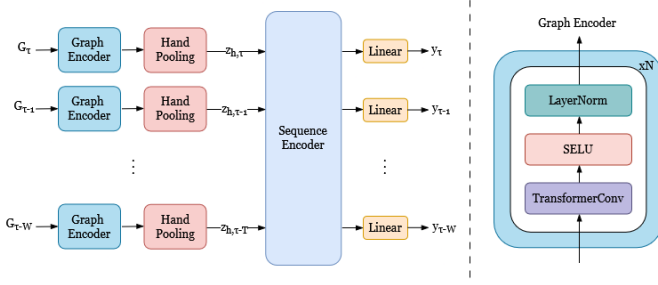 Gτ
Graph Encoder
Hand Pooling
zh,τ
Linear
yτ
Gτ-1
Graph Encoder
Hand Pooling
zh,τ-1
Sequence Encoder
Linear
yτ-1
Gτ-W
Graph Encoder
Hand Pooling
zh,τ-T
Linear
yτ-W
Graph Encoder
xN
LayerNorm
SELU
TransformerConv